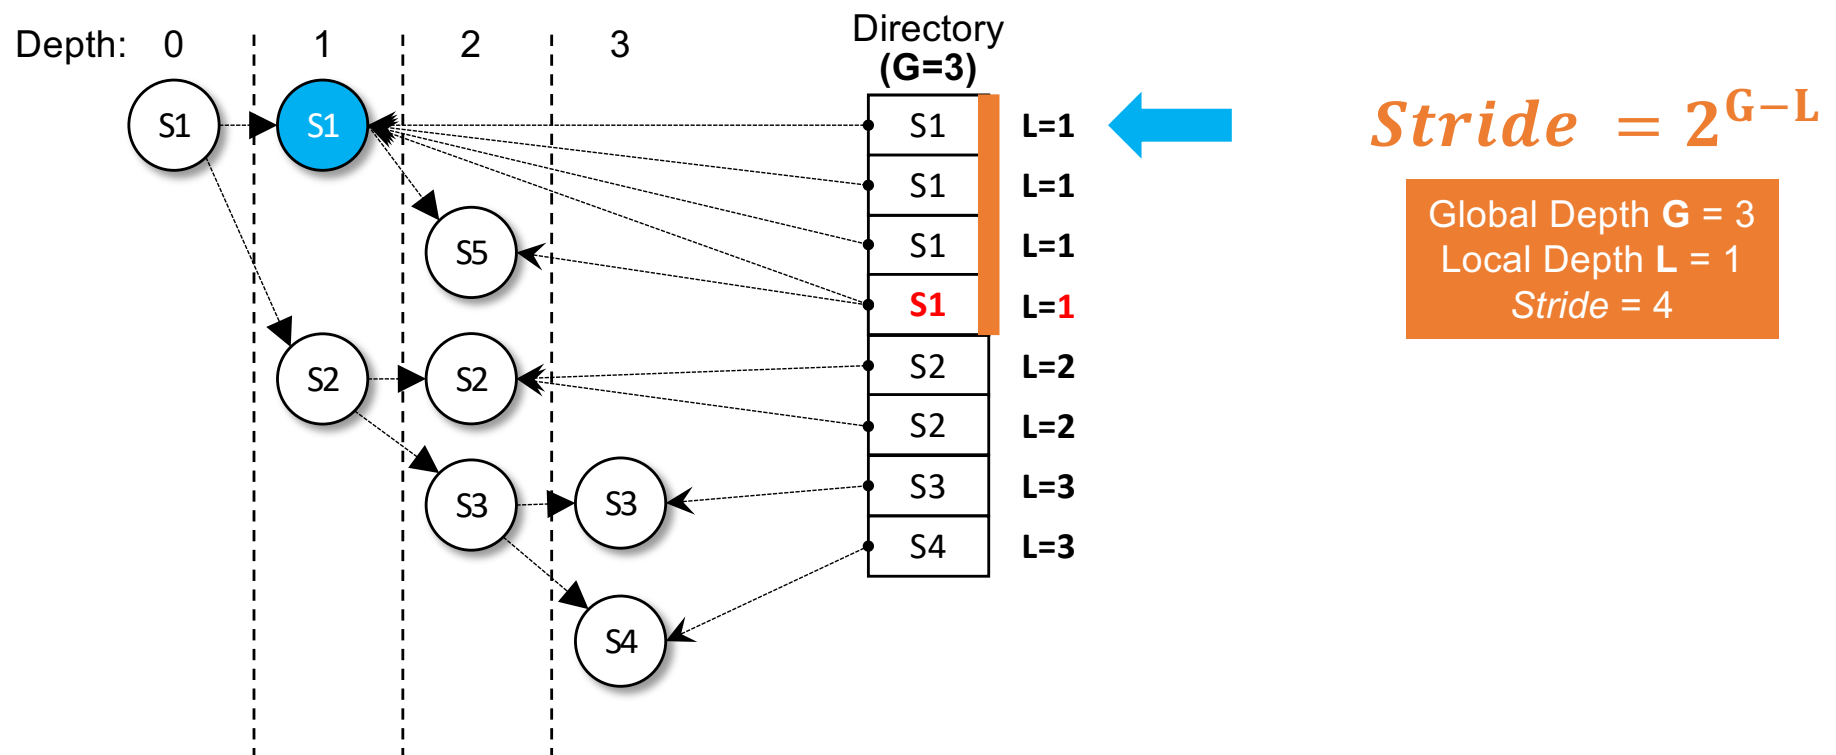 Depth: 0 1 2 3
Directory
(G=3)
S1 S1 S1 L=1
Stride = 2^{G-L}
S1 L=1
Global Depth G = 3
S5 S1 L=1
Local Depth L = 1
S1 L=1
Stride = 4
S2 S2 S2 L=2
S2 L=2
S3 S3 S3 L=3
S4 L=3
S4